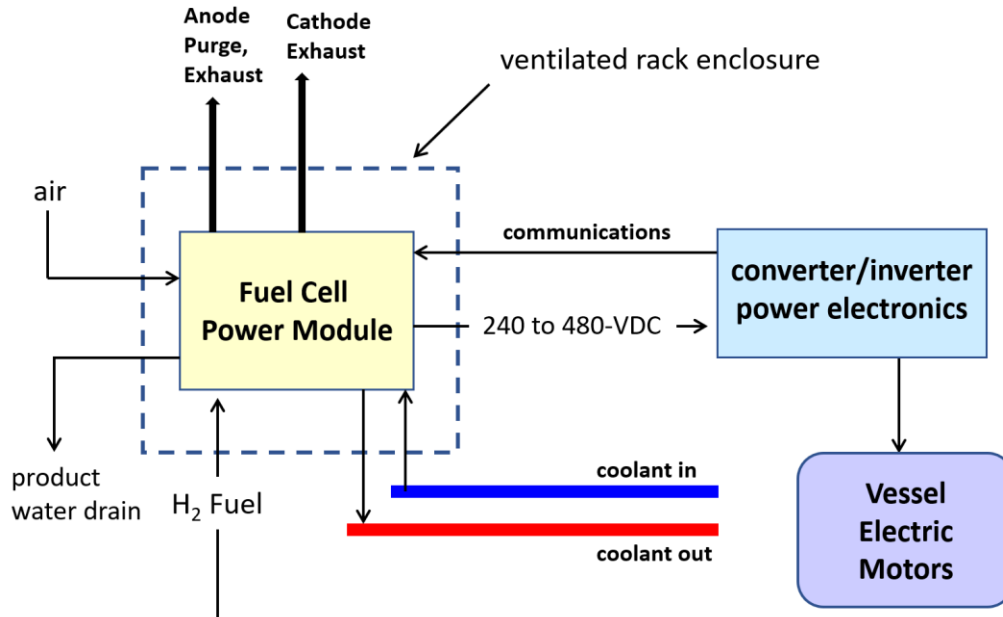 Anode
Purge,
Exhaust
Cathode
Exhaust
ventilated rack enclosure
air
communications
Fuel Cell
Power Module
converter/inverter
power electronics
240 to 480-VDC
product
water drain
H₂ Fuel
coolant in
coolant out
Vessel
Electric
Motors